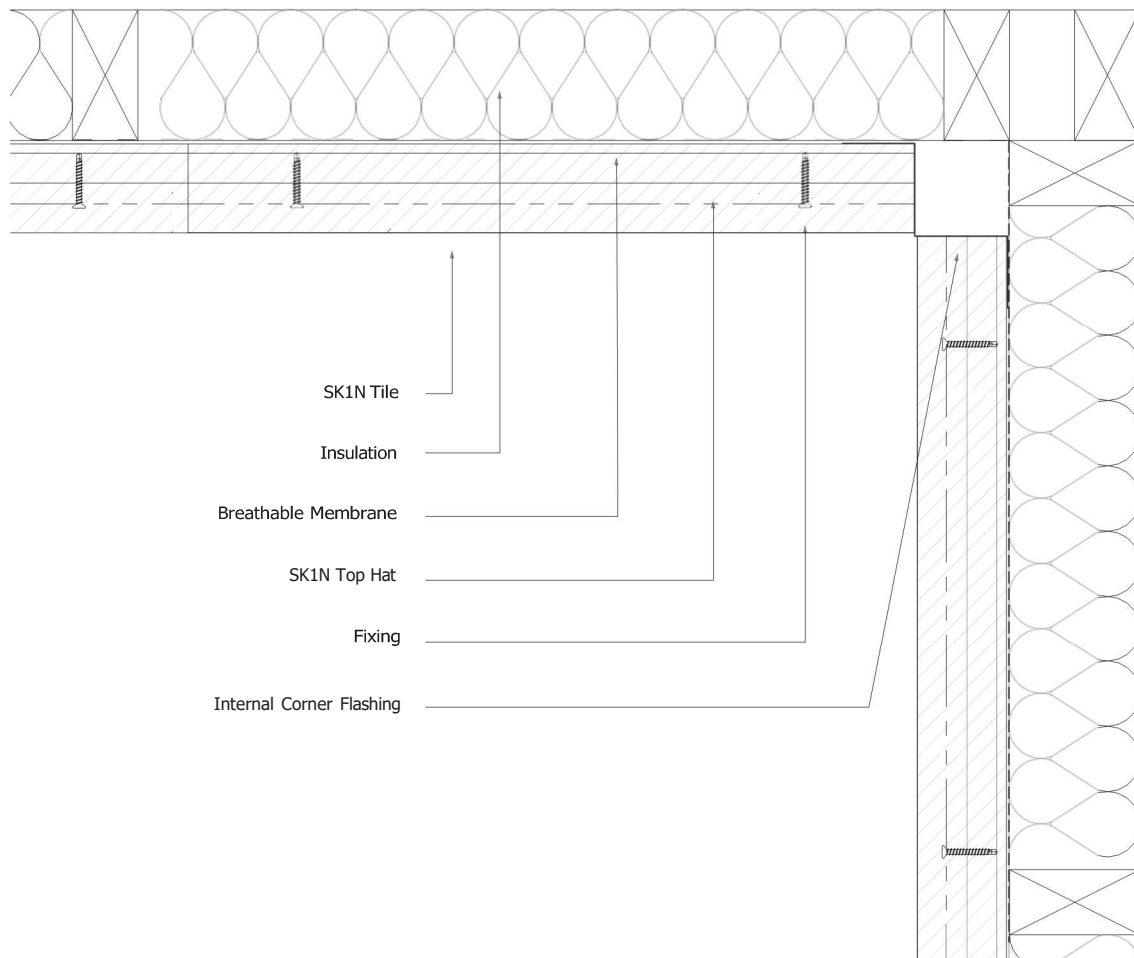 SK1N Tile
Insulation
Breathable Membrane
SK1N Top Hat
Fixing
Internal Corner Flashing